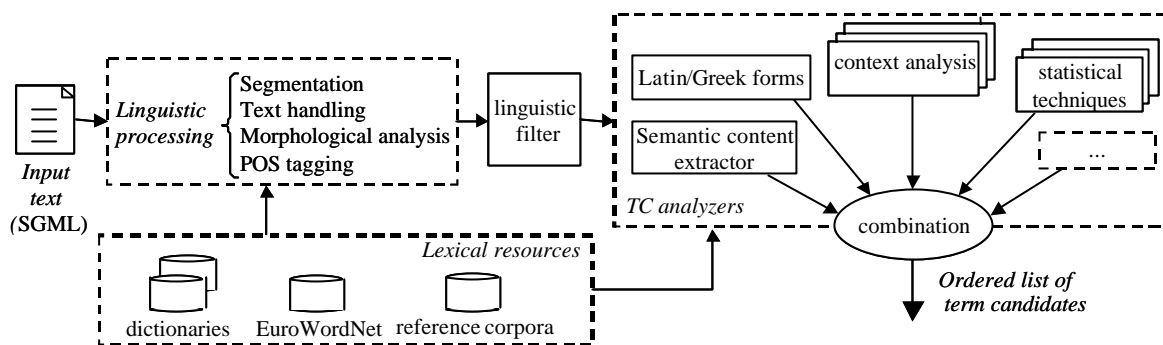 Input
text
(SGML)
Linguistic
processing
Segmentation
Text handling
Morphological analysis
POS tagging
linguistic
filter
Latin/Greek forms
context analysis
statistical
techniques
Semantic content
extractor
...
TC analyzers
combination
Lexical resources
dictionaries
EuroWordNet
reference corpora
Ordered list of
term candidates